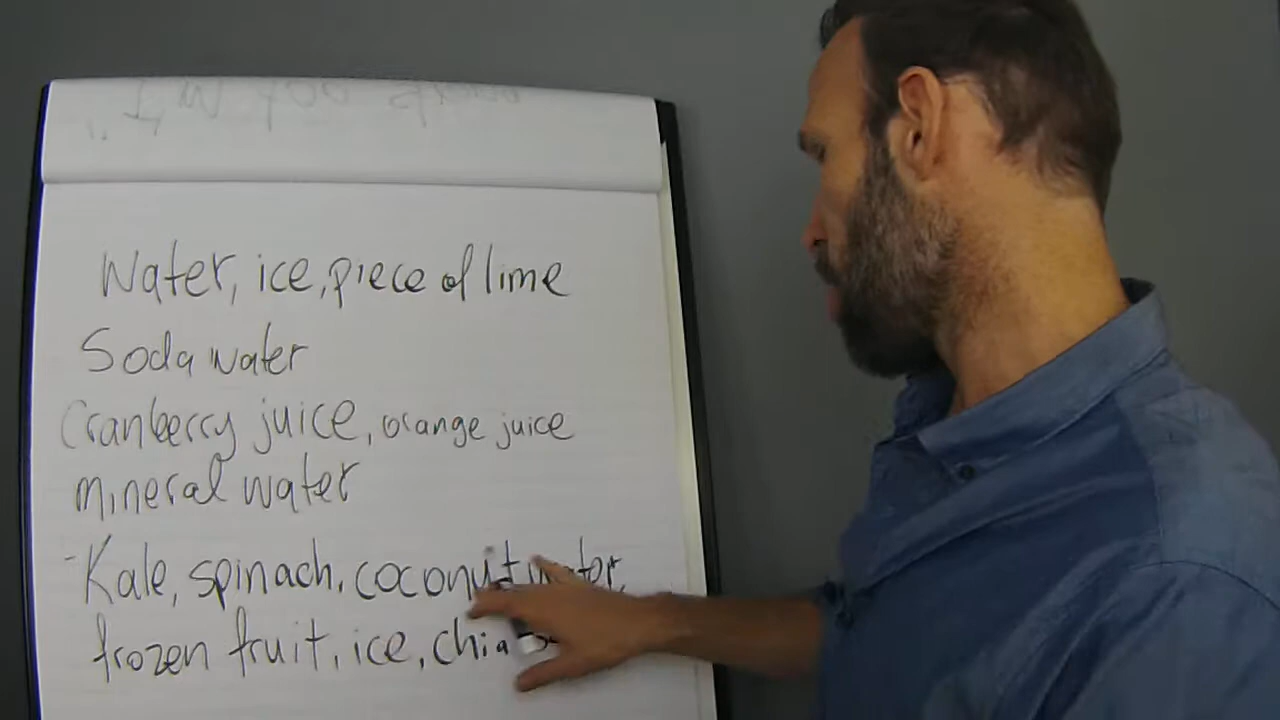 Water, ice, piece of lime
Soda water
Cranberry juice, orange juice
mineral water
-Kale, spinach, coconut water,
frozen fruit, ice, chia